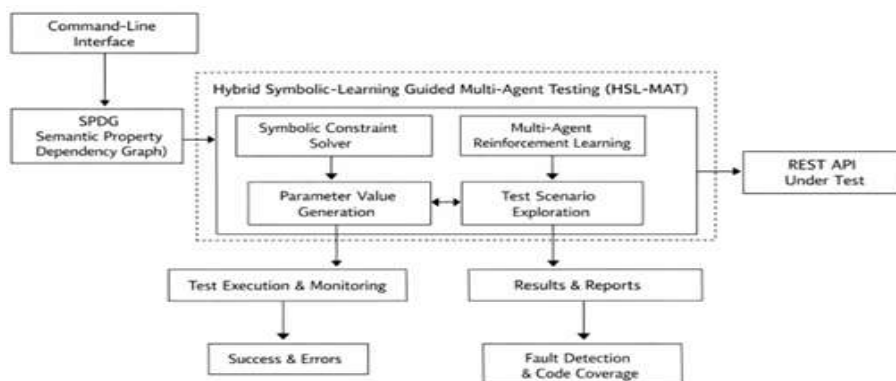 Command-Line
Interface
Hybrid Symbolic-Learning Guided Multi-Agent Testing (HSL-MAT)
SPDG
Semantic Property
Dependency Graph)
Symbolic Constraint
Solver
Multi-Agent
Reinforcement Learning
REST API
Under Test
Parameter Value
Generation
Test Scenario
Exploration
Test Execution & Monitoring
Results & Reports
Success & Errors
Fault Detection
& Code Coverage